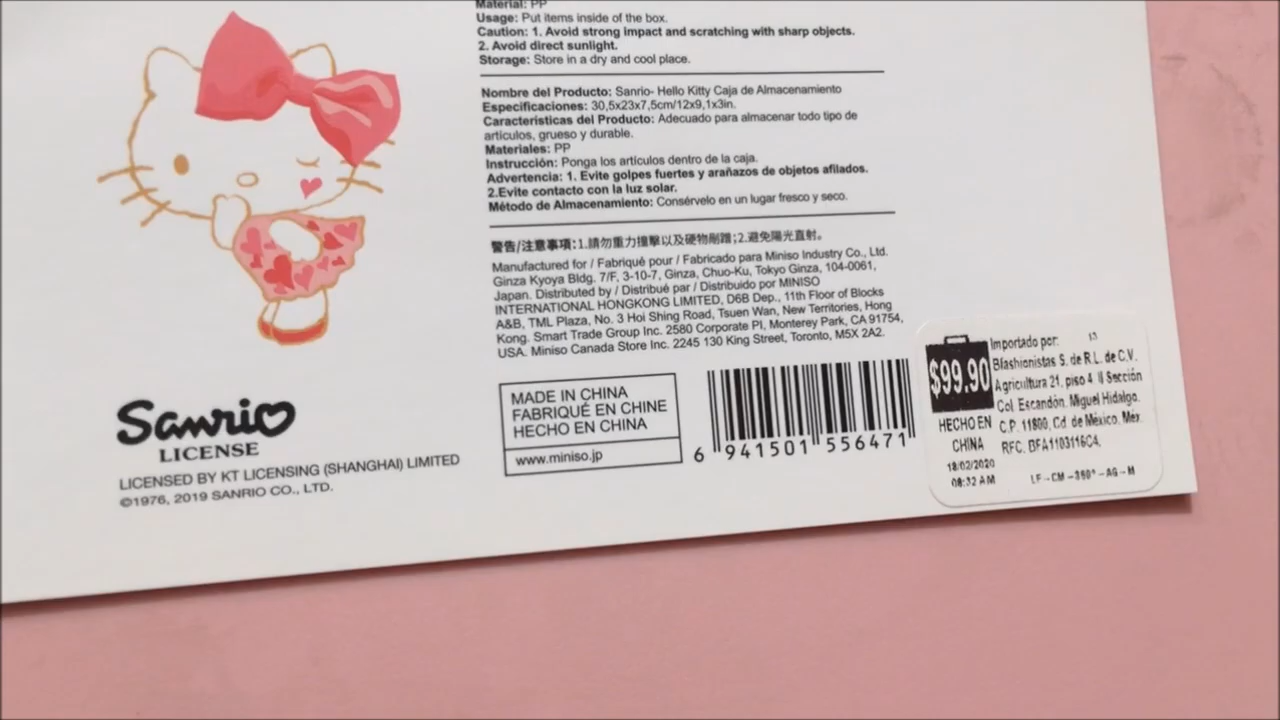 Material: PP
Usage: Put items inside of the box.
Caution: 1. Avoid strong impact and scratching with sharp objects.
2. Avoid direct sunlight.
Storage: Store in a dry and cool place.
Nombre del Producto: Sanrio- Hello Kitty Caja de Almacenamiento
Especificaciones: 30,5x23x7,5cm/12x9,1x3in.
Características del Producto: Adecuado para almacenar todo tipo de
artículos, grueso y durable.
Materiales: PP
Instrucción: Ponga los artículos dentro de la caja.
Advertencia: 1. Evite golpes fuertes y arañazos de objetos afilados.
2.Evite contacto con la luz solar.
Método de Almacenamiento: Consérvelo en un lugar fresco y seco.
警告/注意事項:1.請勿重力撞擊以及硬物剐蹭;2.避免陽光直射。
Manufactured for / Fabriqué pour / Fabricado para Miniso Industry Co., Ltd.
Ginza Kyoya Bldg. 7/F, 3-10-7, Ginza, Chuo-Ku, Tokyo Ginza, 104-0061,
Japan. Distributed by / Distribué par / Distribuido por MINISO
INTERNATIONAL HONGKONG LIMITED, D6B Dep., 11th Floor of Blocks
A&B, TML Plaza, No. 3 Hoi Shing Road, Tsuen Wan, New Territories, Hong
Kong. Smart Trade Group Inc. 2580 Corporate Pl, Monterey Park, CA 91754,
USA. Miniso Canada Store Inc. 2245 130 King Street, Toronto, M5X 2A2.
Sanrio
LICENSE
LICENSED BY KT LICENSING (SHANGHAI) LIMITED
©1976, 2019 SANRIO CO., LTD.
MADE IN CHINA
FABRIQUÉ EN CHINE
HECHO EN CHINA
www.miniso.jp
6 941501 556471
$99.90
HECHO EN
CHINA
18/02/2020
08:32 AM
Importado por: 13
Blashionistas S. de R.L. de C.V.
Agricultura 21, piso 4 II Sección
Col. Escandón, Miguel Hidalgo.
C.P. 11800, Cd. de México, Mex.
RFC. BFA1103116C4.
LF-CM-360°-AG-M